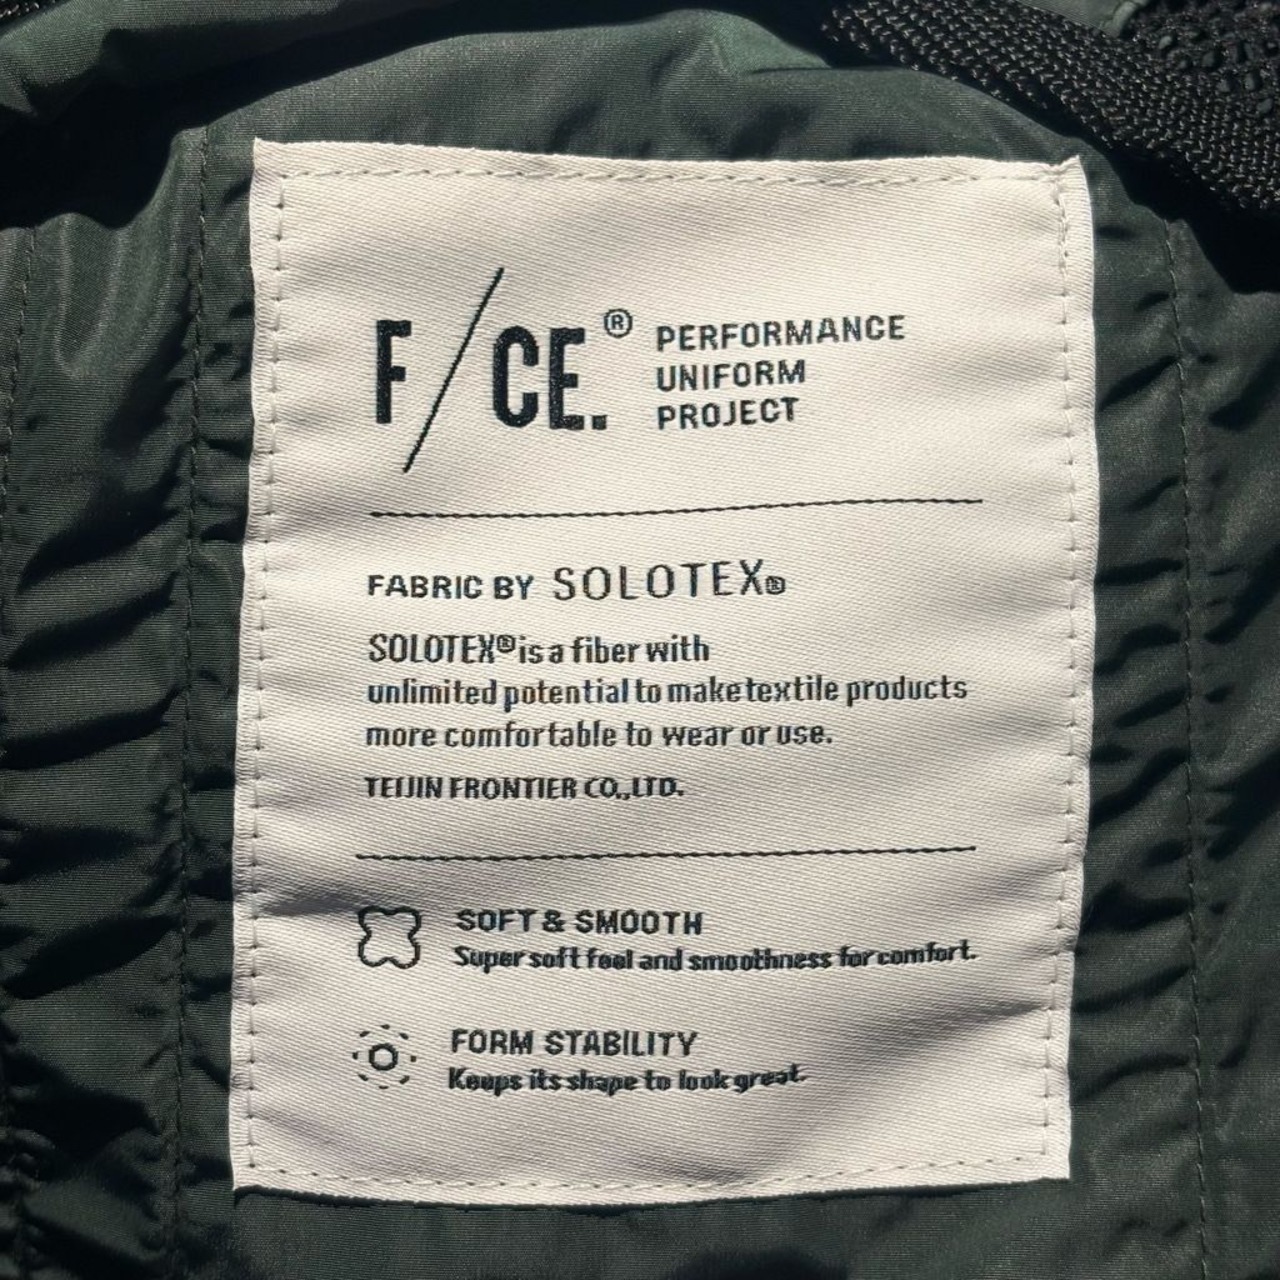 F/CE.® PERFORMANCE
UNIFORM
PROJECT
FABRIC BY SOLOTEX®
SOLOTEX® is a fiber with
unlimited potential to make textile products
more comfortable to wear or use.
TEIJIN FRONTIER CO.,LTD.
SOFT & SMOOTH
Super soft feel and smoothness for comfort.
FORM STABILITY
Keeps its shape to look great.